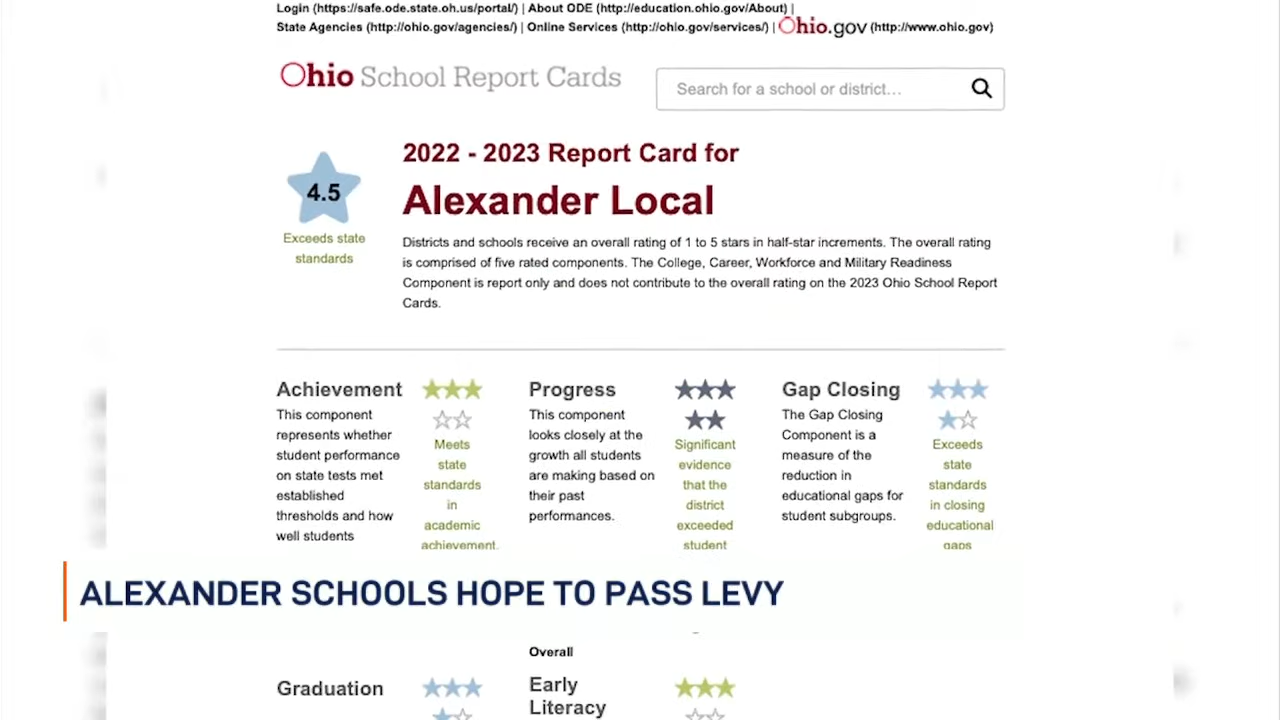 Login (https://safe.ode.state.oh.us/portal/) | About ODE (http://education.ohio.gov/About) |
State Agencies (http://ohio.gov/agencies/) | Online Services (http://ohio.gov/services/) | Ohio.gov (http://www.ohio.gov)
Ohio School Report Cards
Search for a school or district...
4.5
Exceeds state
standards
2022 - 2023 Report Card for
Alexander Local
Districts and schools receive an overall rating of 1 to 5 stars in half-star increments. The overall rating
is comprised of five rated components. The College, Career, Workforce and Military Readiness
Component is report only and does not contribute to the overall rating on the 2023 Ohio School Report
Cards.
Achievement
This component
represents whether
student performance
on state tests met
established
thresholds and how
well students
Meets
state
standards
in
academic
achievement.
Progress
This component
looks closely at the
growth all students
are making based on
their past
performances.
Significant
evidence
that the
district
exceeded
student
Gap Closing
The Gap Closing
Component is a
measure of the
reduction in
educational gaps for
student subgroups.
Exceeds
state
standards
in closing
educational
gaps
ALEXANDER SCHOOLS HOPE TO PASS LEVY
Overall
Graduation
Early
Literacy